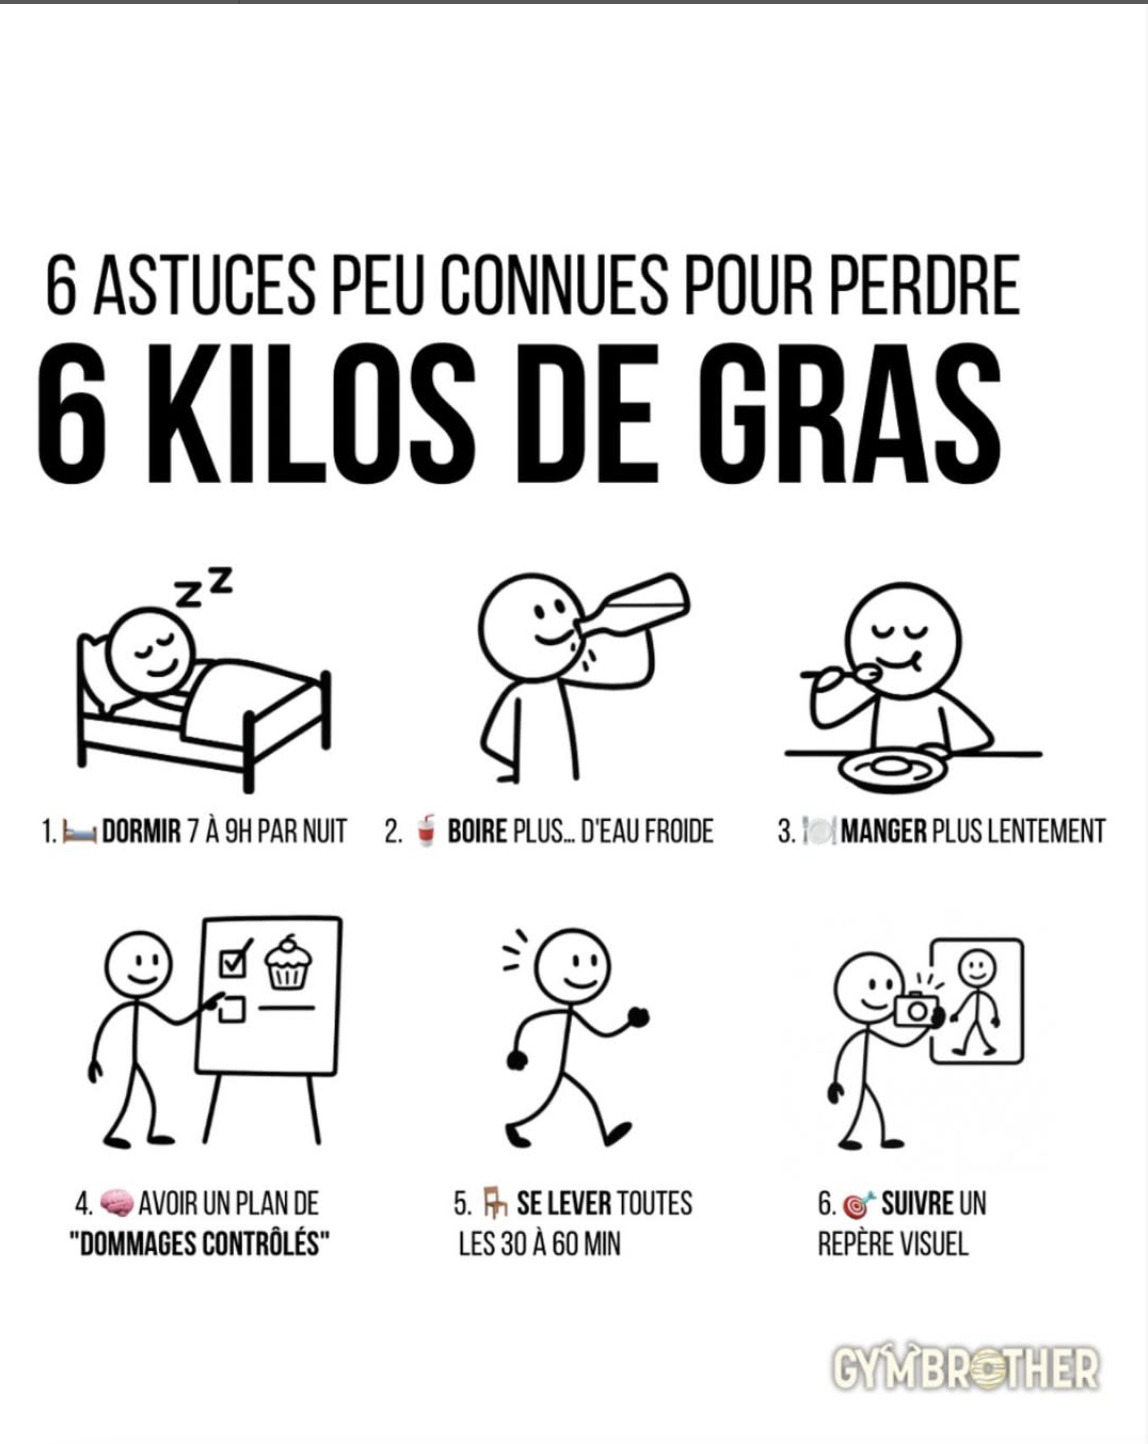 6 ASTUCES PEU CONNUES POUR PERDRE
6 KILOS DE GRAS
Z Z
1. 🛏️ DORMIR 7 À 9H PAR NUIT
2. 🥤 BOIRE PLUS... D'EAU FROIDE
3. 🍽️ MANGER PLUS LENTEMENT
4. 🧠 AVOIR UN PLAN DE
"DOMMAGES CONTRÔLÉS"
5. 🪑 SE LEVER TOUTES
LES 30 À 60 MIN
6. 🎯 SUIVRE UN
REPÈRE VISUEL
GYMBROTHER